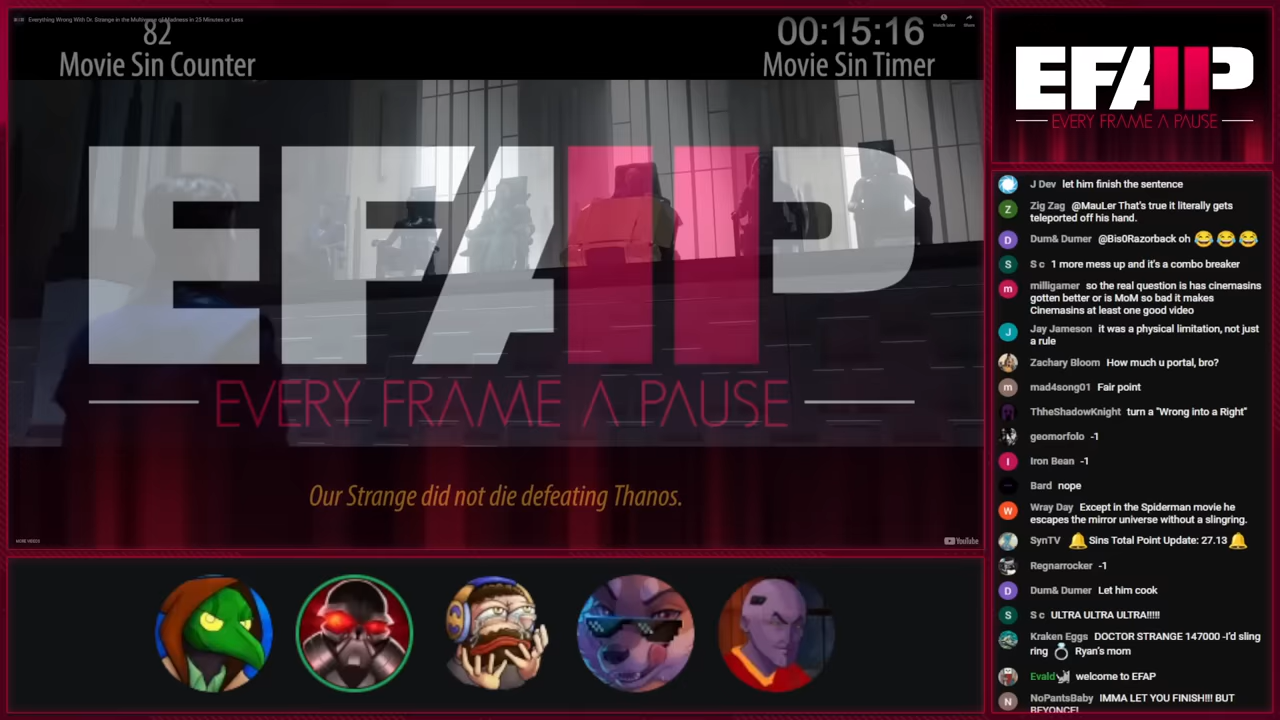 Everything Wrong With Dr. Strange in the Multiverse of Madness in 25 Minutes or Less
Watch later
Share
82
Movie Sin Counter
00:15:16
Movie Sin Timer
EFAP
EVERY FRAME A PAUSE
Our Strange did not die defeating Thanos.
MORE VIDEOS
YouTube
EFAP
EVERY FRAME A PAUSE
J Dev let him finish the sentence
Z
Zig Zag @MauLer That's true it literally gets
teleported off his hand.
D
Dum& Dumer @Bis0Razorback oh 😂 😂 😂
S
S c 1 more mess up and it's a combo breaker
m
milligamer so the real question is has cinemasins
gotten better or is MoM so bad it makes
Cinemasins at least one good video
J
Jay Jameson it was a physical limitation, not just
a rule
Zachary Bloom How much u portal, bro?
m
mad4song01 Fair point
ThheShadowKnight turn a "Wrong into a Right"
geomorfolo -1
I
Iron Bean -1
Bard nope
W
Wray Day Except in the Spiderman movie he
escapes the mirror universe without a slingring.
SynTV 🔔 Sins Total Point Update: 27.13 🔔
Regnarrocker -1
D
Dum& Dumer Let him cook
S
S c ULTRA ULTRA ULTRA!!!!!
Kraken Eggs DOCTOR STRANGE 147000 -I'd sling
ring 💍 Ryan's mom
Evald welcome to EFAP
N
NoPantsBaby IMMA LET YOU FINISH!!! BUT
BEYONCE!